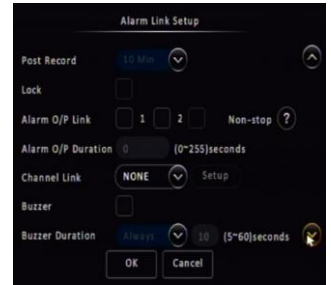 Alarm Link Setup
Post Record 10 Min
Lock
Alarm O/P Link 1 2 Non-stop ?
Alarm O/P Duration 0 (0~255)seconds
Channel Link NONE Setup
Buzzer
Buzzer Duration Always 10 (5~60)seconds
OK Cancel